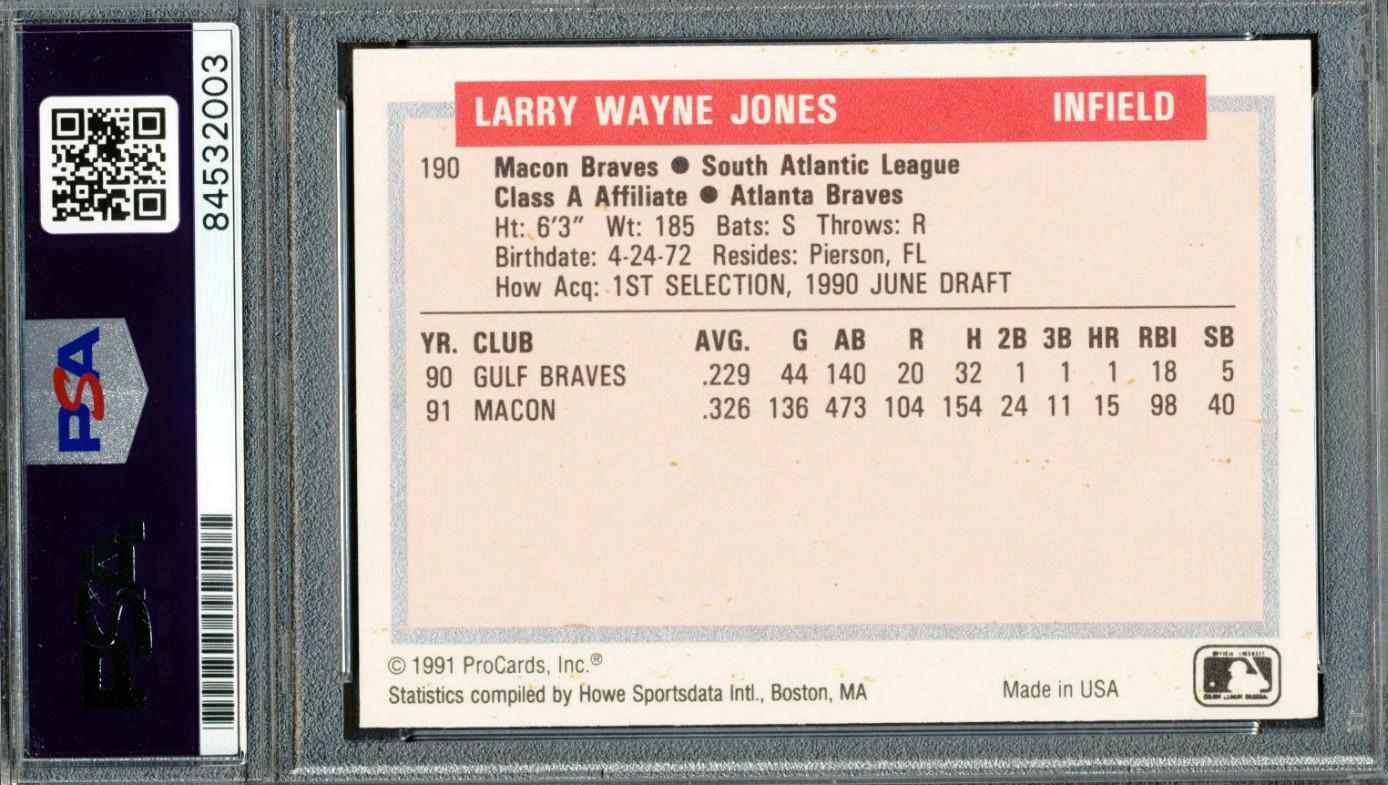 84532003
PSA
PSA
LARRY WAYNE JONES INFIELD
190 Macon Braves ● South Atlantic League
Class A Affiliate ● Atlanta Braves
Ht: 6'3" Wt: 185 Bats: S Throws: R
Birthdate: 4-24-72 Resides: Pierson, FL
How Acq: 1ST SELECTION, 1990 JUNE DRAFT
YR. CLUB AVG. G AB R H 2B 3B HR RBI SB
90 GULF BRAVES .229 44 140 20 32 1 1 1 18 5
91 MACON .326 136 473 104 154 24 11 15 98 40
© 1991 ProCards, Inc.®
Statistics compiled by Howe Sportsdata Intl., Boston, MA Made in USA